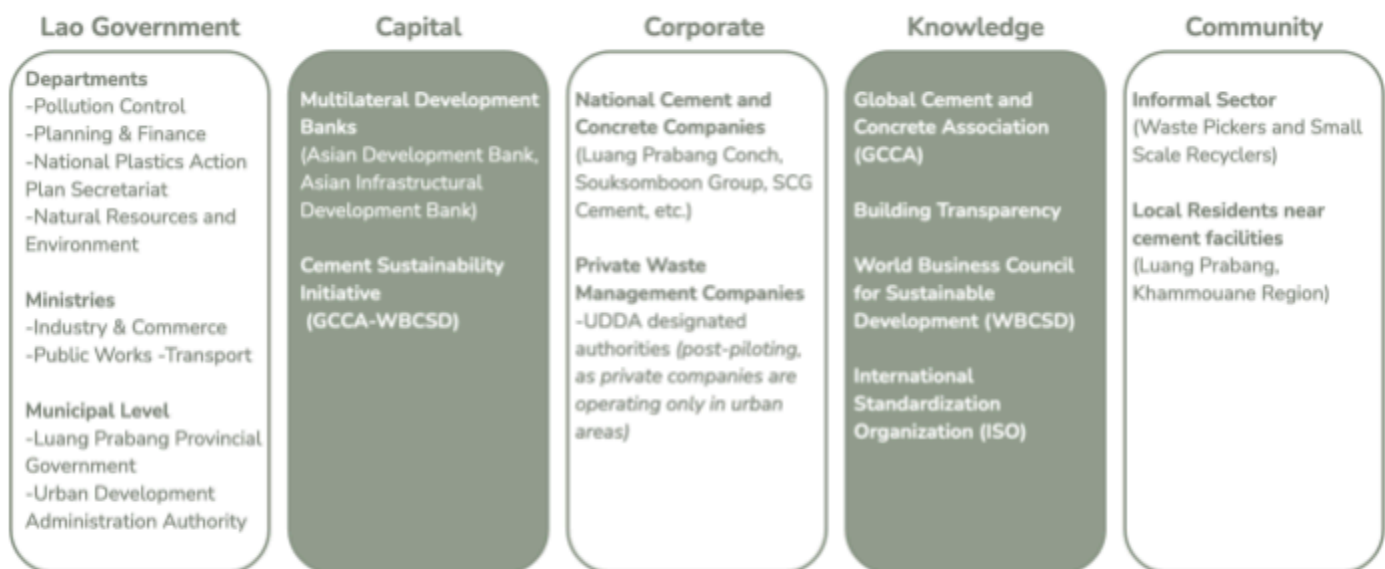 Lao Government
Departments
-Pollution Control
-Planning & Finance
-National Plastics Action
Plan Secretariat
-Natural Resources and
Environment
Ministries
-Industry & Commerce
-Public Works -Transport
Municipal Level
-Luang Prabang Provincial
Government
-Urban Development
Administration Authority
Capital
Multilateral Development
Banks
(Asian Development Bank,
Asian Infrastructural
Development Bank)
Cement Sustainability
Initiative
(GCCA-WBCSD)
Corporate
National Cement and
Concrete Companies
(Luang Prabang Conch,
Souksomboon Group, SCG
Cement, etc.)
Private Waste
Management Companies
-UDDA designated
authorities (post-piloting,
as private companies are
operating only in urban
areas)
Knowledge
Global Cement and
Concrete Association
(GCCA)
Building Transparency
World Business Council
for Sustainable
Development (WBCSD)
International
Standardization
Organization (ISO)
Community
Informal Sector
(Waste Pickers and Small
Scale Recyclers)
Local Residents near
cement facilities
(Luang Prabang,
Khammouane Region)